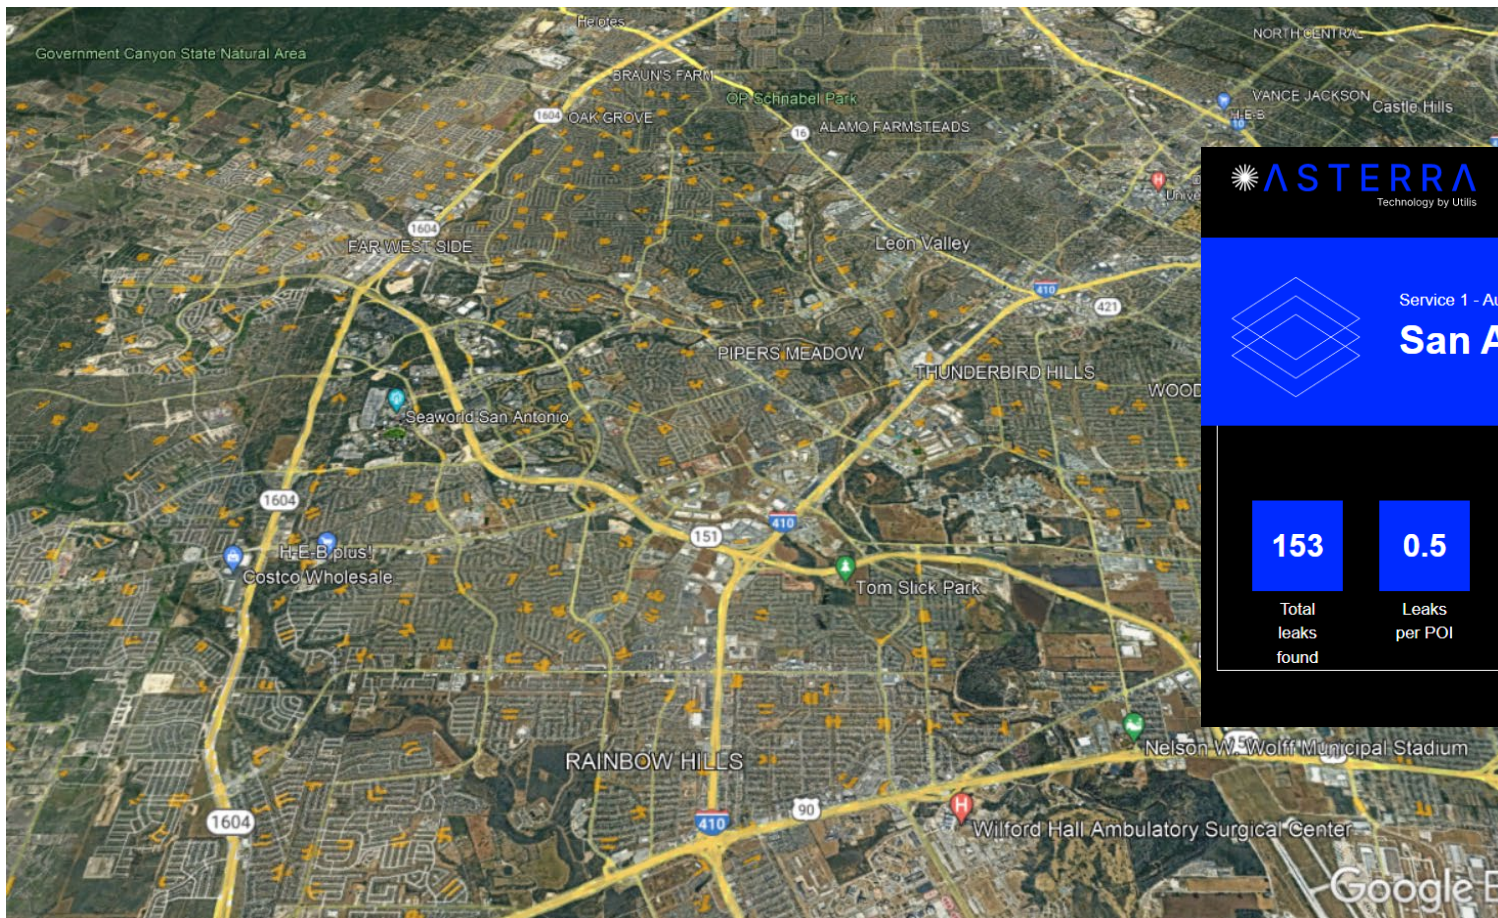 Helotes
Government Canyon State Natural Area
NORTH CENTRAL
BRAUN'S FARM
OP Schnabel Park
VANCE JACKSON
Castle Hills
H-E-B
10
1604
OAK GROVE
16
ALAMO FARMSTEADS
ASTERRA
Technology by Utilis
Unive
1604
FAR WEST SIDE
Leon Valley
410
421
Service 1 - Au
San A
PIPERS MEADOW
THUNDERBIRD HILLS
WOOD
Seaworld San Antonio
1604
410
151
153
0.5
H-E-B plus!
Costco Wholesale
Tom Slick Park
Total
leaks
found
Leaks
per POI
Nelson W. Wolff Municipal Stadium
RAINBOW HILLS
90
1604
410
Wilford Hall Ambulatory Surgical Center
Google E